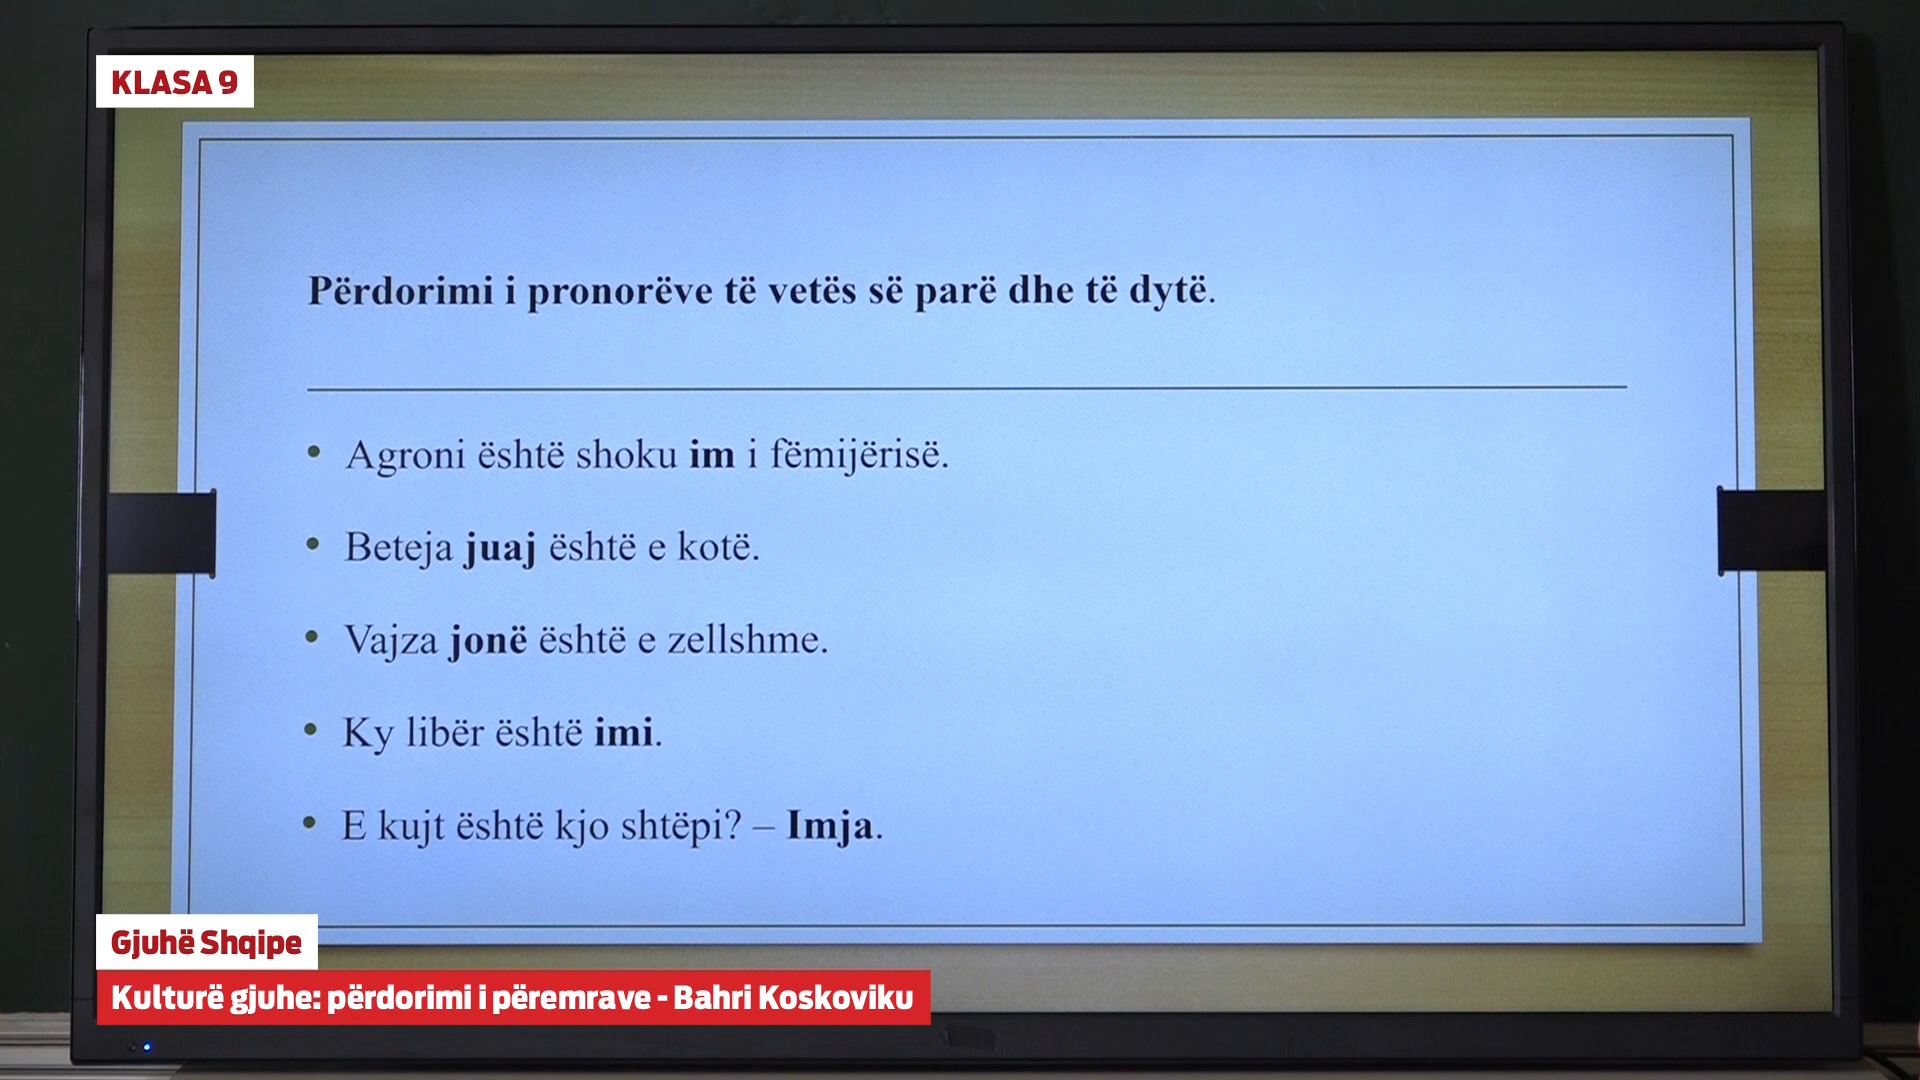 KLASA 9
Përdorimi i pronorëve të vetës së parë dhe të dytë.
• Agroni është shoku im i fëmijërisë.
• Beteja juaj është e kotë.
• Vajza jonë është e zellshme.
• Ky libër është imi.
• E kujt është kjo shtëpi? – Imja.
Gjuhë Shqipe
Kulturë gjuhe: përdorimi i përemrave - Bahri Koskoviku